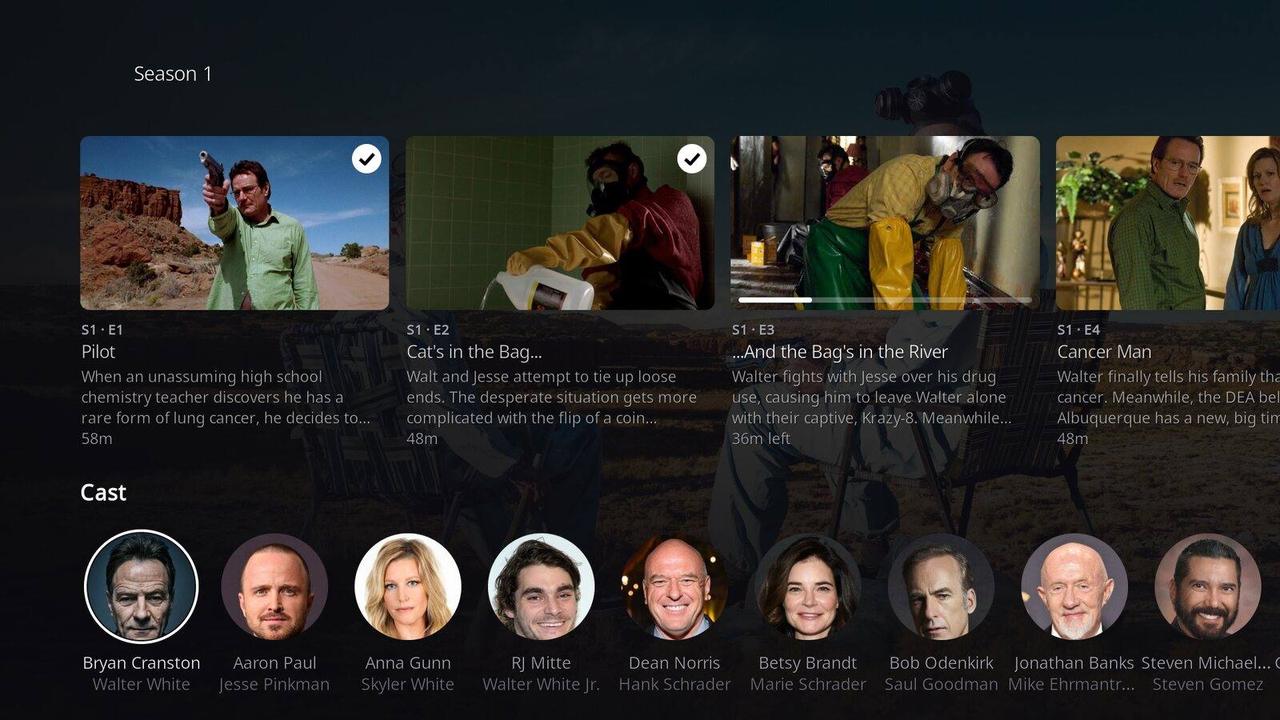 Season 1
S1 · E1
Pilot
When an unassuming high school
chemistry teacher discovers he has a
rare form of lung cancer, he decides to...
58m
S1 · E2
Cat's in the Bag...
Walt and Jesse attempt to tie up loose
ends. The desperate situation gets more
complicated with the flip of a coin...
48m
S1 · E3
...And the Bag's in the River
Walter fights with Jesse over his drug
use, causing him to leave Walter alone
with their captive, Krazy-8. Meanwhile...
36m left
S1 · E4
Cancer Man
Walter finally tells his family tha
cancer. Meanwhile, the DEA bel
Albuquerque has a new, big tim
48m
Cast
Bryan Cranston
Walter White
Aaron Paul
Jesse Pinkman
Anna Gunn
Skyler White
RJ Mitte
Walter White Jr.
Dean Norris
Hank Schrader
Betsy Brandt
Marie Schrader
Bob Odenkirk
Saul Goodman
Jonathan Banks
Mike Ehrmantr...
Steven Michael...
Steven Gomez